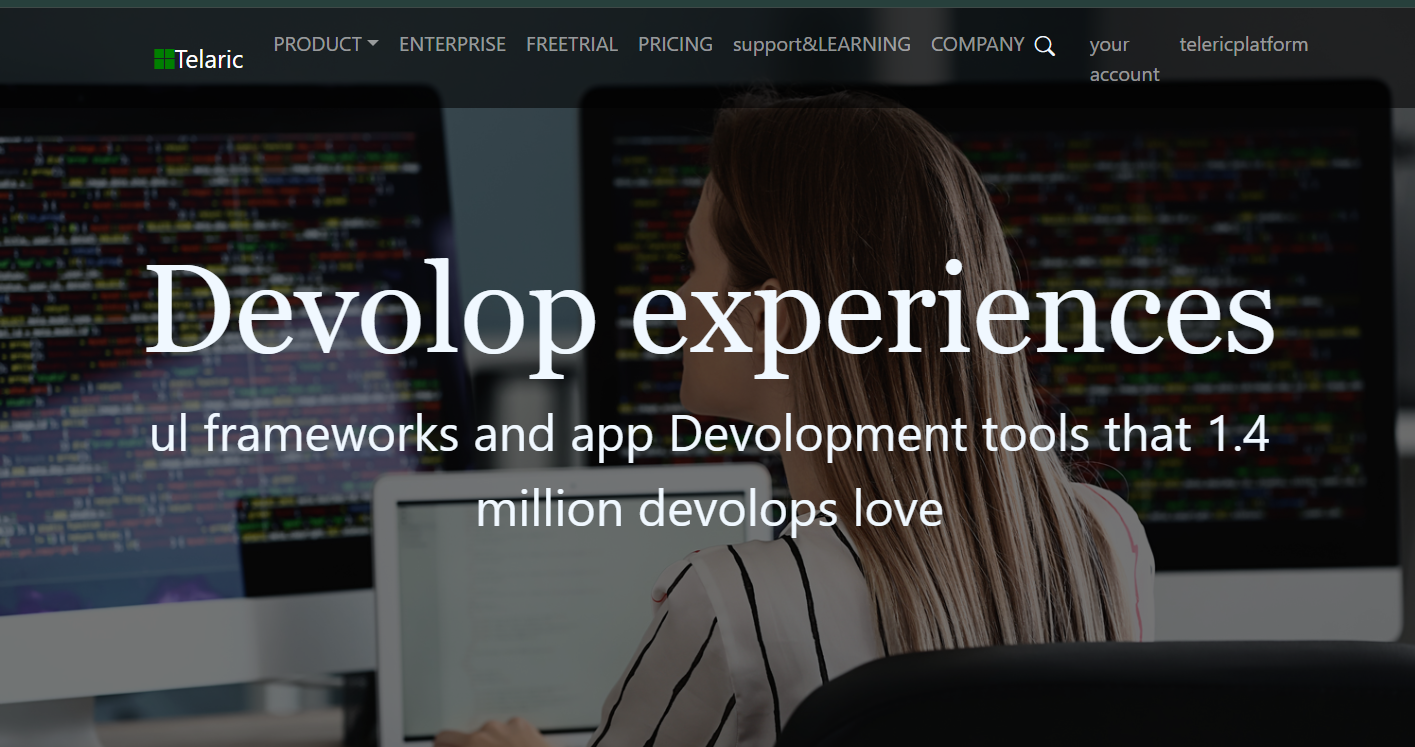 Telaric
PRODUCT
ENTERPRISE
FREETRIAL
PRICING
support&LEARNING
COMPANY
your
account
telericplatform
Devolop experiences
ul frameworks and app Devolopment tools that 1.4
million devolops love